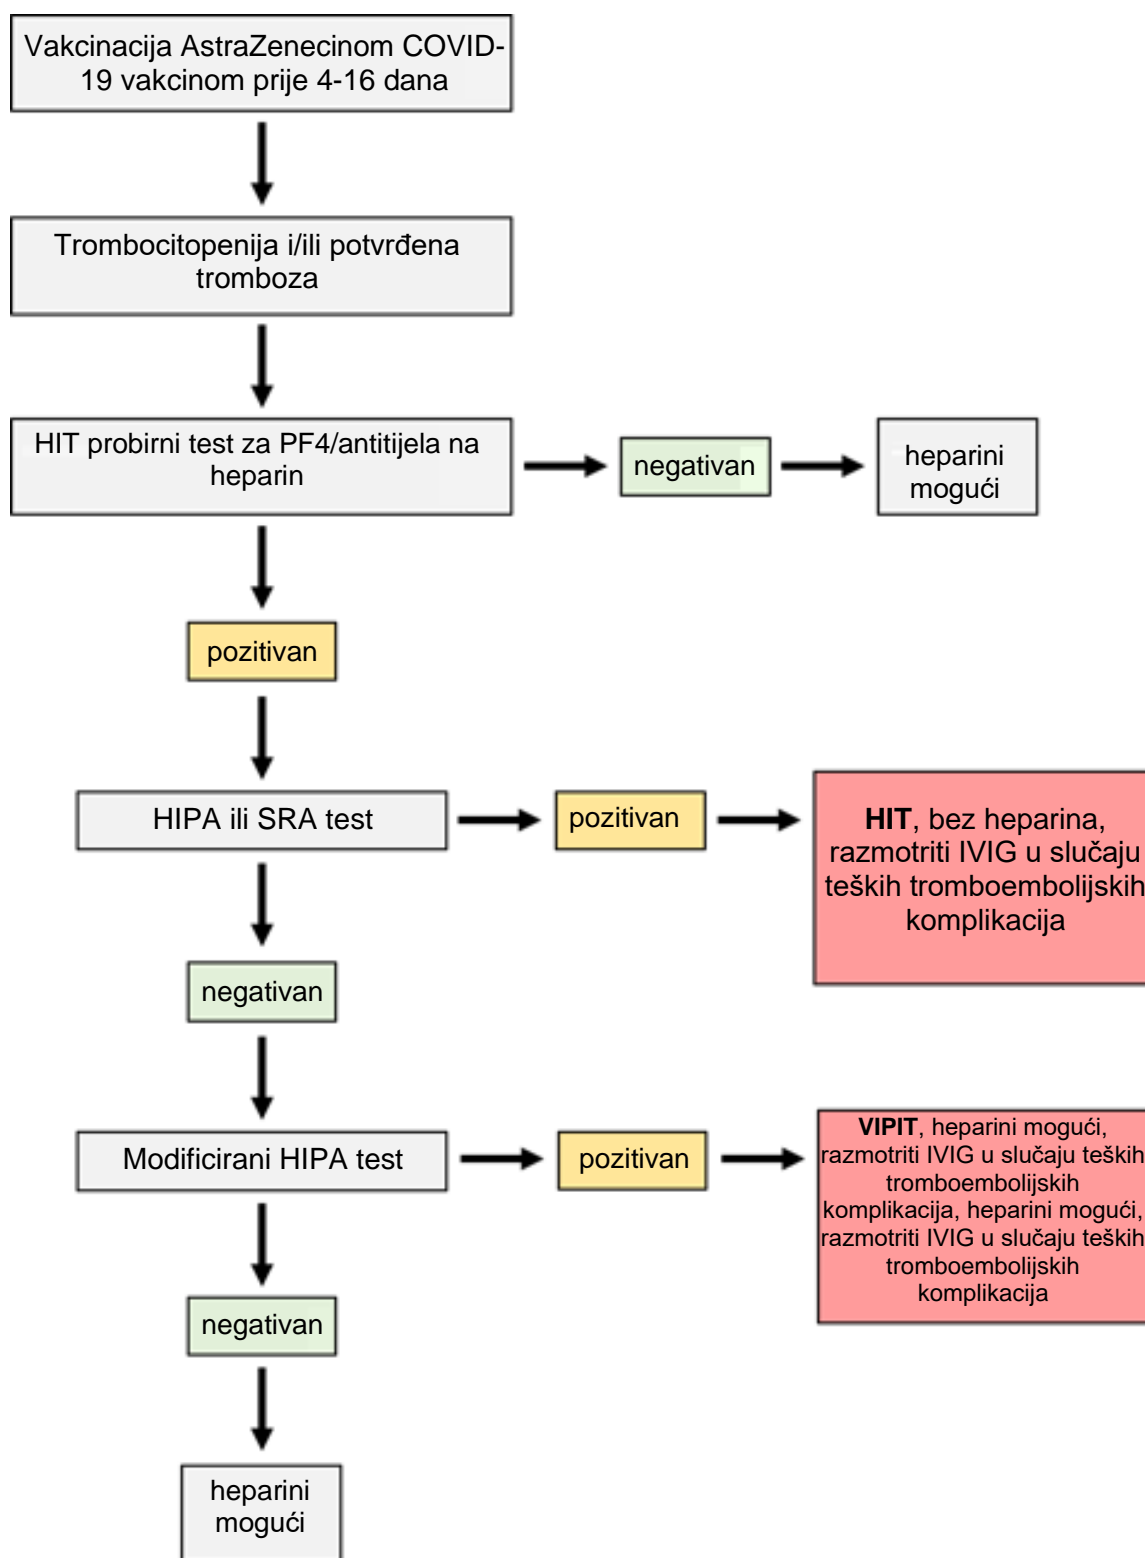 Vakcinacija AstraZenecinom COVID-
19 vakcinom prije 4-16 dana
Trombocitopenija i/ili potvrđena
tromboza
HIT probirni test za PF4/antitijela na
heparin
negativan
heparini
mogući
pozitivan
HIPA ili SRA test
pozitivan
HIT, bez heparina,
razmotriti IVIG u slučaju
teških tromboembolijskih
komplikacija
negativan
Modificirani HIPA test
pozitivan
VIPIT, heparini mogući,
razmotriti IVIG u slučaju teških
tromboembolijskih
komplikacija, heparini mogući,
razmotriti IVIG u slučaju teških
tromboembolijskih
komplikacija
negativan
heparini
mogući